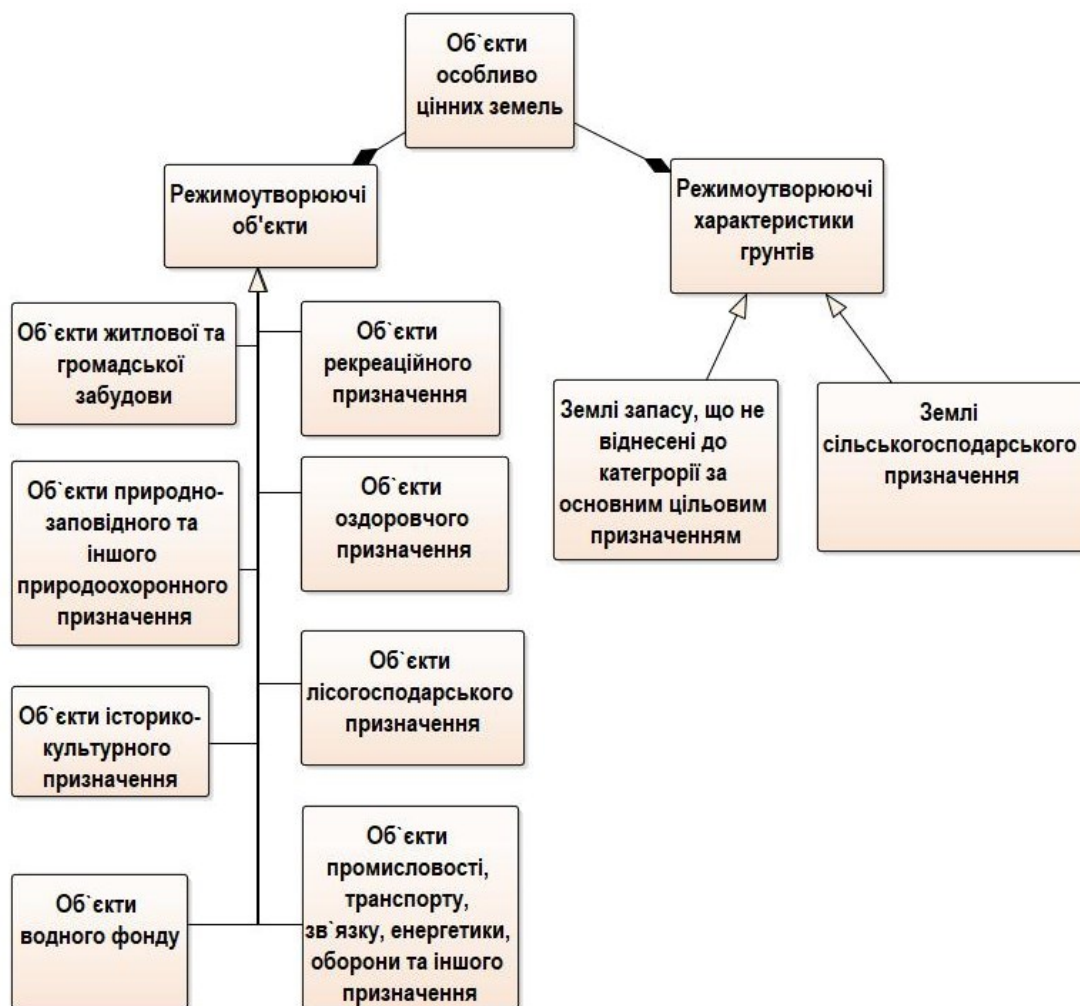 Об`єкти
особливо
цінних земель
Режимоутворюючі
об'єкти
Режимоутворюючі
характеристики
грунтів
Об`єкти житлової та
громадської
забудови
Об`єкти
рекреаційного
призначення
Землі запасу, що не
віднесені до
категрорії за
основним цільовим
призначенням
Землі
сільськогосподарського
призначення
Об`єкти природно-
заповідного та
іншого
природоохоронного
призначення
Об`єкти
оздоровчого
призначення
Об`єкти історико-
культурного
призначення
Об`єкти
лісогосподарського
призначення
Об`єкти
водного фонду
Об`єкти
промисловості,
транспорту,
зв`язку, енергетики,
оборони та іншого
призначення